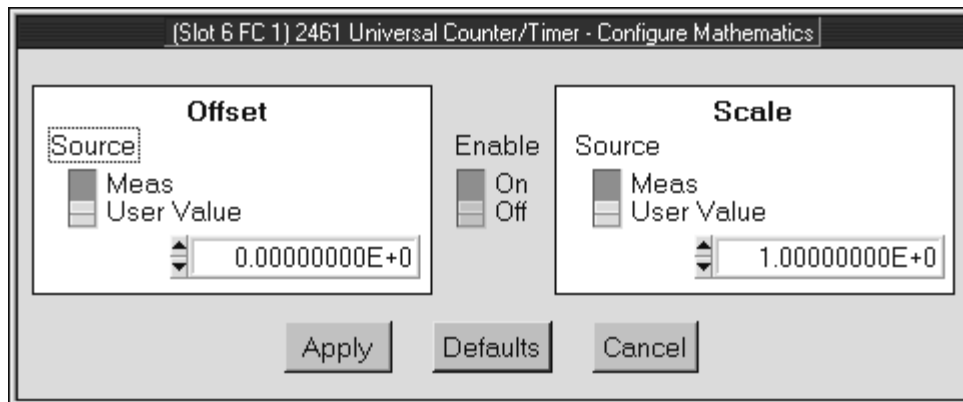 (Slot 6 FC 1) 2461 Universal Counter/Timer - Configure Mathematics
Offset
Source
Meas
User Value
0.00000000E+0
Enable
On
Off
Scale
Source
Meas
User Value
1.00000000E+0
Apply
Defaults
Cancel